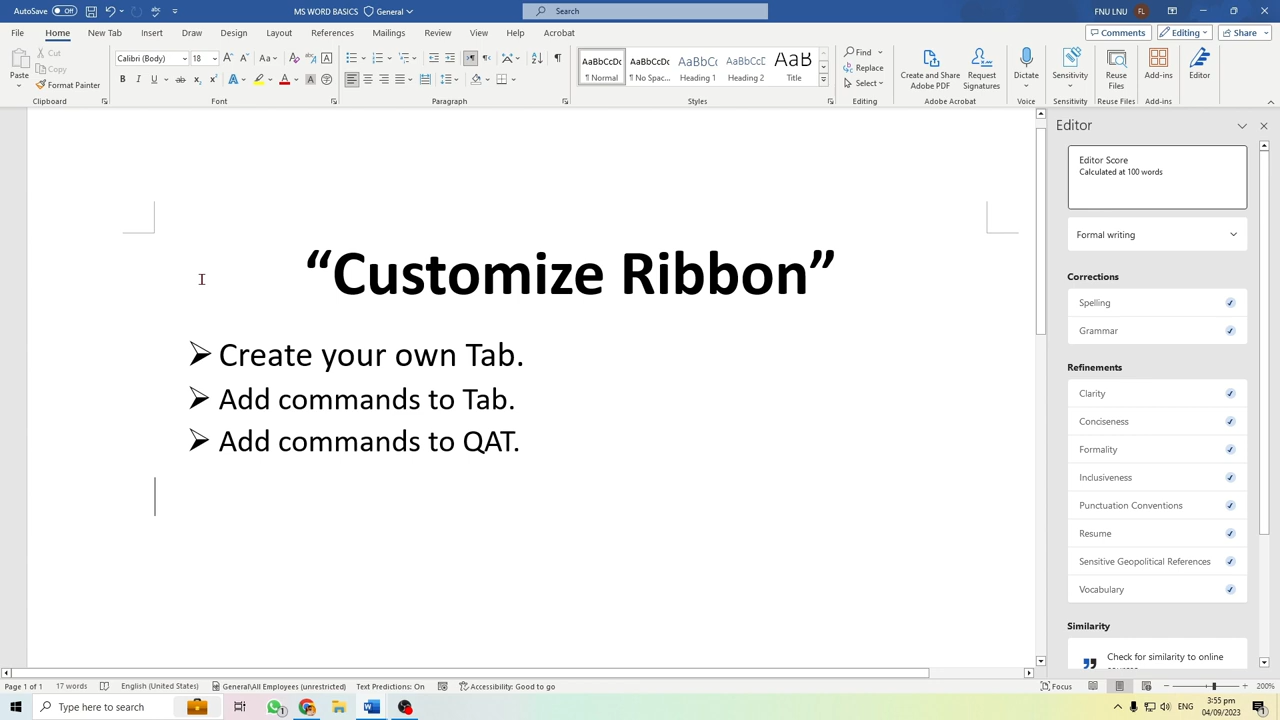 AutoSave Off MS WORD BASICS General Search FNU LNU FL
File Home New Tab Insert Draw Design Layout References Mailings Review View Help Acrobat Comments Editing Share
Paste Cut Copy Format Painter Clipboard
Calibri (Body) 18 Font
Paragraph
AaBbCcDc AaBbCcDc AaBbCc AaBbCcD AaB
¶ Normal ¶ No Spac... Heading 1 Heading 2 Title
Styles
Find Replace Select Editing
Create and Share Adobe PDF Request Signatures Adobe Acrobat
Dictate Voice
Sensitivity Sensitivity
Reuse Files Reuse Files
Add-ins Add-ins
Editor
“Customize Ribbon”
Create your own Tab.
Add commands to Tab.
Add commands to QAT.
Editor
Editor Score
Calculated at 100 words
Formal writing
Corrections
Spelling
Grammar
Refinements
Clarity
Conciseness
Formality
Inclusiveness
Punctuation Conventions
Resume
Sensitive Geopolitical References
Vocabulary
Similarity
Check for similarity to online
Page 1 of 1 17 words English (United States) General\All Employees (unrestricted) Text Predictions: On Accessibility: Good to go Focus 200%
Type here to search ENG 3:55 pm
04/09/2023